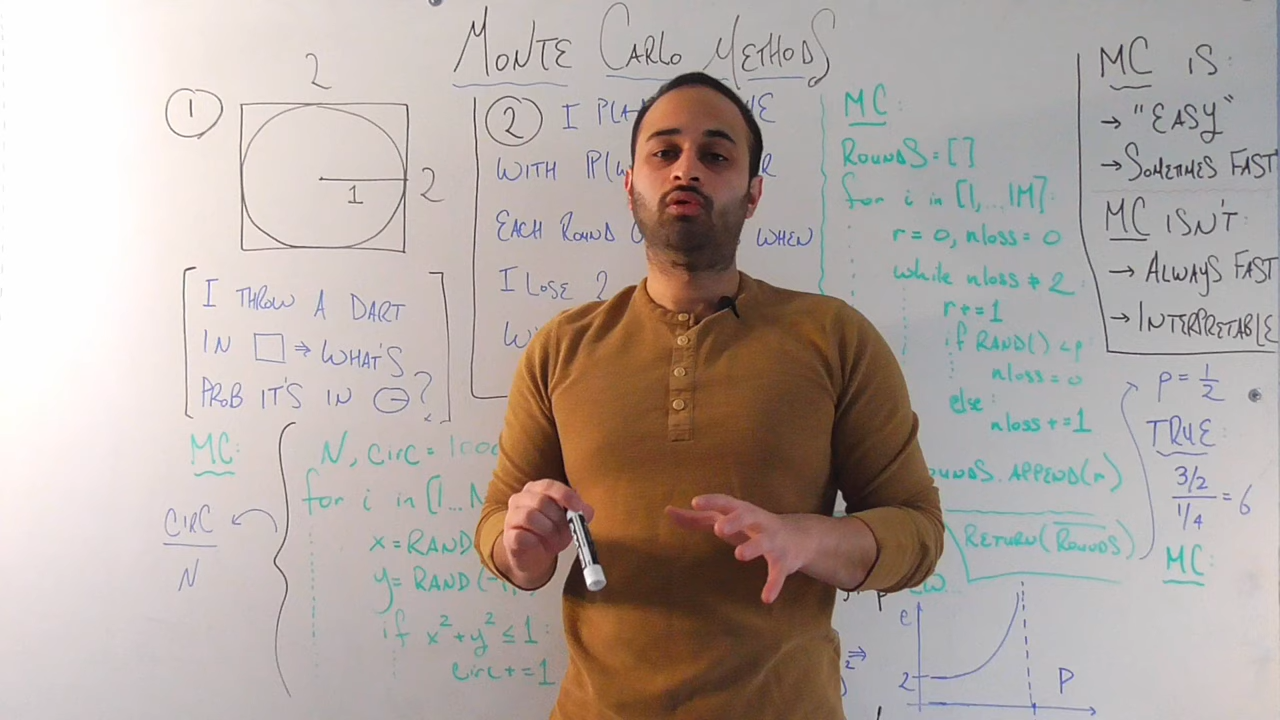 MONTE CARLO METHODS
1
2
2
1
I THROW A DART
IN □ ⇒ WHAT'S
PROB IT'S IN ○?
MC:
CIRC
N
N, CIRC = 1000
for i in [1...N
x = RAND
y = RAND(-1
if x² + y² ≤ 1:
circ += 1
2 I
WITH P(W
EACH ROUND WHEN
I LOSE 2
MC:
ROUNDS = []
for i in [1,...1M]:
r = 0, nloss = 0
while nloss ≠ 2
r += 1
if RAND() < p
nloss = 0
else:
nloss += 1
ROUNDS.APPEND(r)
RETURN(ROUNDS)
e
2
P
MC IS:
→ "EASY"
→ SOMETIMES FAST
MC ISN'T:
→ ALWAYS FAST
→ INTERPRETABLE
p = 1/2
TRUE:
3/2
1/4 = 6
MC: